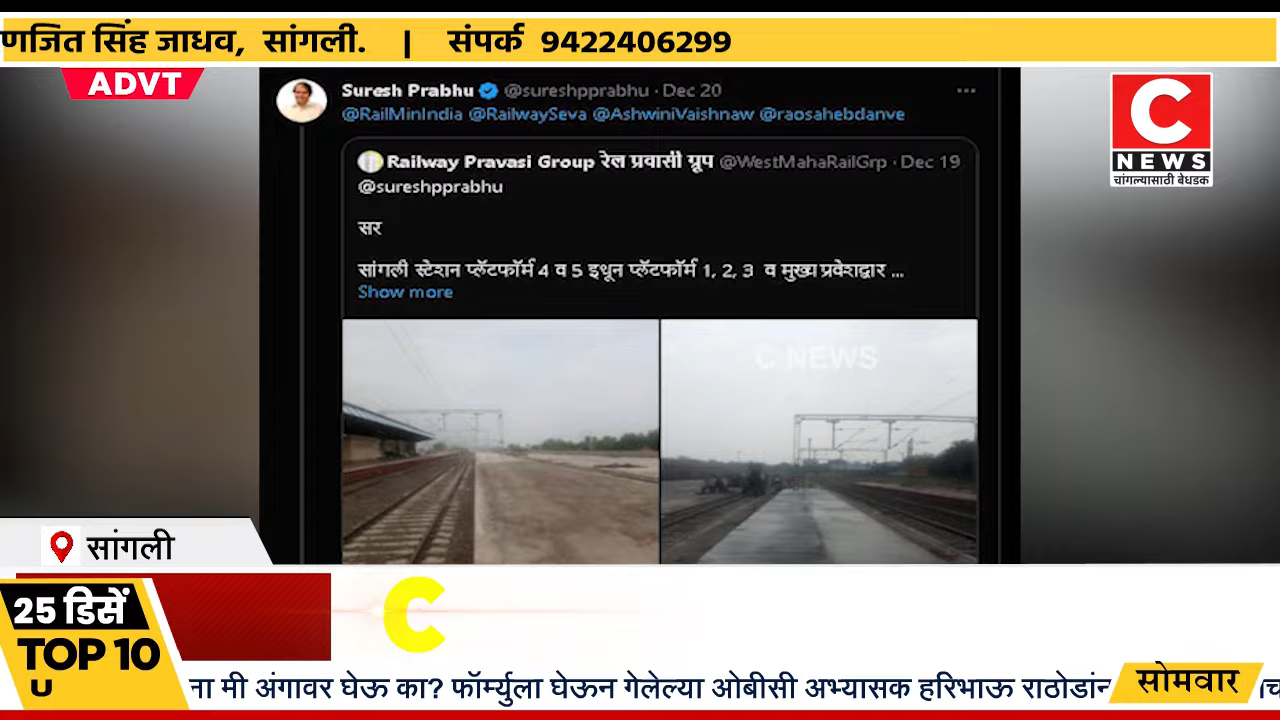 णजित सिंह जाधव, सांगली. | संपर्क 9422406299
ADVT
Suresh Prabhu @sureshpprabhu · Dec 20
@RailMinIndia @RailwaySeva @AshwiniVaishnaw @raosahebdanve
Railway Pravasi Group रेल प्रवासी ग्रूप @WestMahaRailGrp · Dec 19
@sureshpprabhu
सर
सांगली स्टेशन प्लॅटफॉर्म 4 व 5 इथून प्लॅटफॉर्म 1, 2, 3 व मुख्य प्रवेशद्वार ...
Show more
C NEWS
C
NEWS
चांगल्यासाठी बेधडक
सांगली
C
25 डिसें
TOP 10
ना मी अंगावर घेऊ का? फॉर्म्युला घेऊन गेलेल्या ओबीसी अभ्यासक हरिभाऊ राठोडांन
सोमवार